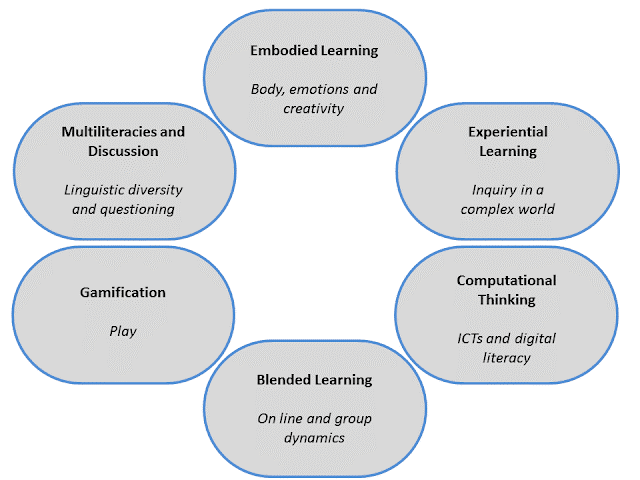 Embodied Learning
Body, emotions and
creativity
Multiliteracies and
Discussion
Linguistic diversity
and questioning
Experiential
Learning
Inquiry in a
complex world
Gamification
Play
Computational
Thinking
ICTs and digital
literacy
Blended Learning
On line and group
dynamics